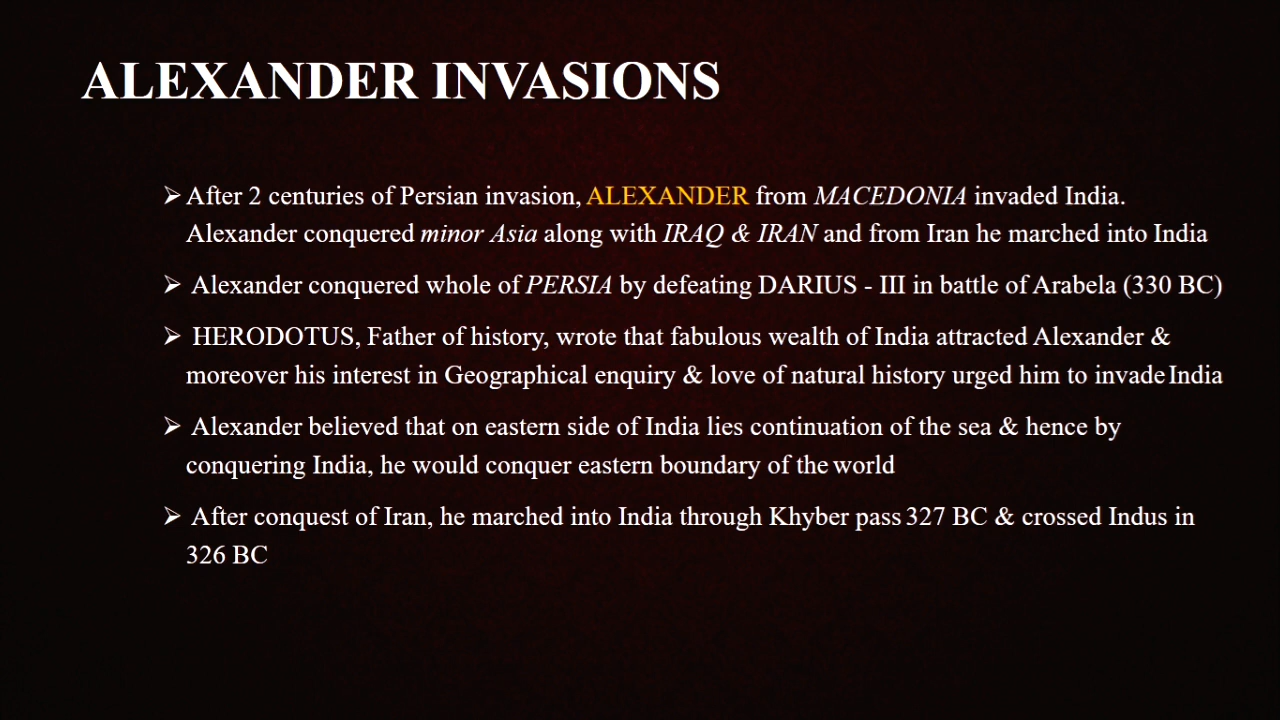 ALEXANDER INVASIONS
➢ After 2 centuries of Persian invasion, ALEXANDER from MACEDONIA invaded India.
Alexander conquered minor Asia along with IRAQ & IRAN and from Iran he marched into India
➢ Alexander conquered whole of PERSIA by defeating DARIUS - III in battle of Arabela (330 BC)
➢ HERODOTUS, Father of history, wrote that fabulous wealth of India attracted Alexander &
moreover his interest in Geographical enquiry & love of natural history urged him to invade India
➢ Alexander believed that on eastern side of India lies continuation of the sea & hence by
conquering India, he would conquer eastern boundary of the world
➢ After conquest of Iran, he marched into India through Khyber pass 327 BC & crossed Indus in
326 BC